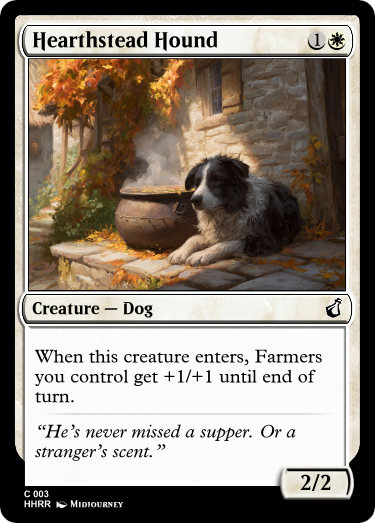 Hearthstead Hound 1
Creature — Dog
When this creature enters, Farmers
you control get +1/+1 until end of
turn.
“He’s never missed a supper. Or a
stranger’s scent.”
2/2
C 003
HHRR MIDJOURNEY